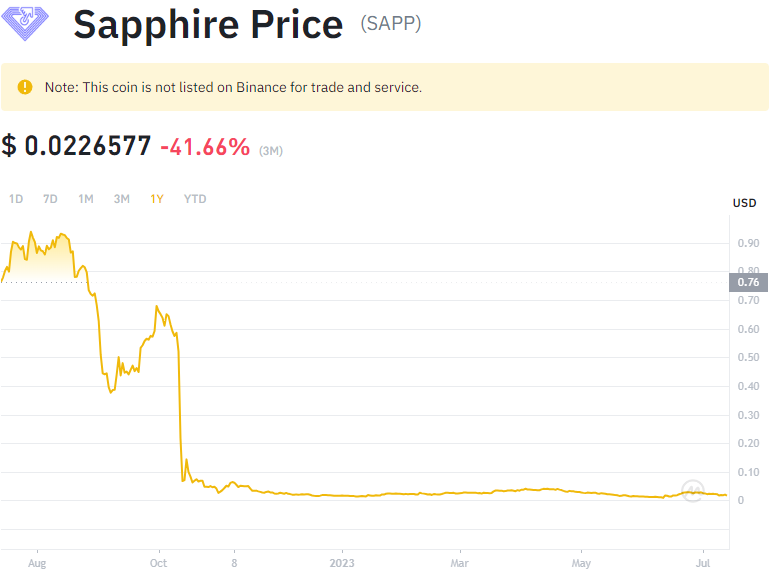 Sapphire Price (SAPP)
Note: This coin is not listed on Binance for trade and service.
$ 0.0226577 -41.66% (3M)
1D 7D 1M 3M 1Y YTD
USD
0.90
0.80
0.76
0.70
0.60
0.50
0.40
0.30
0.20
0.10
0
Aug Oct 8 2023 Mar May Jul